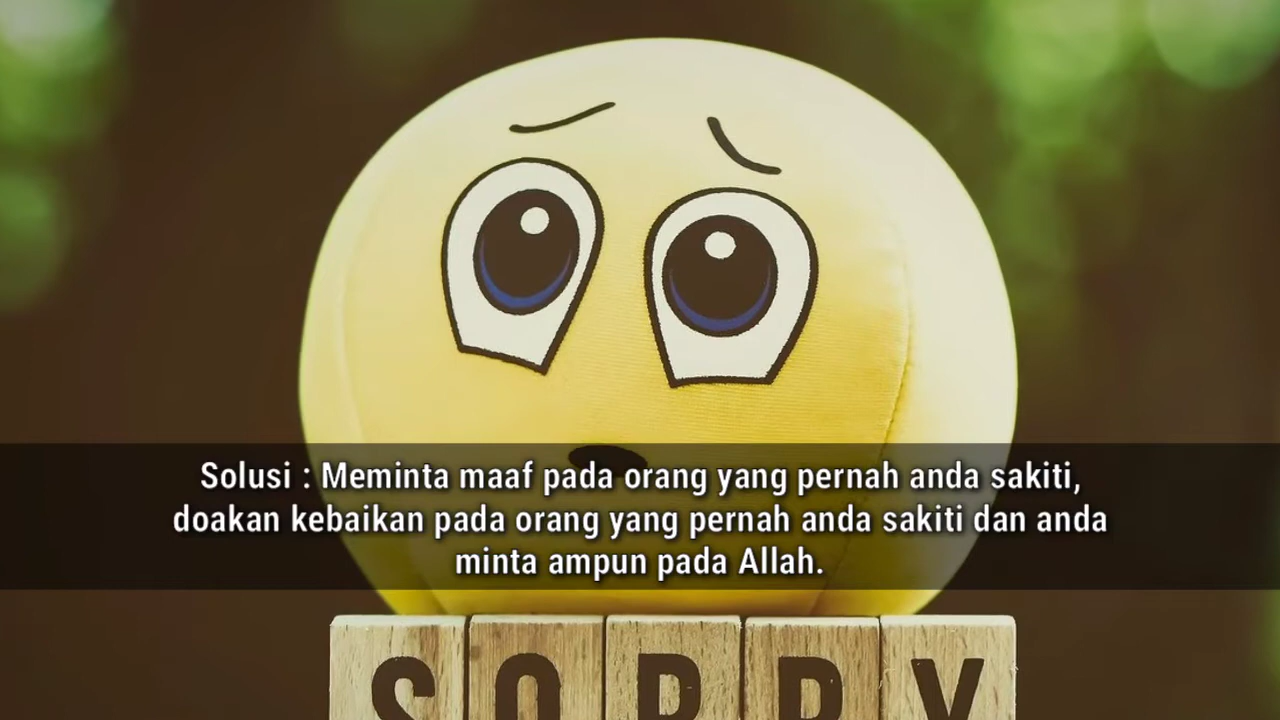 Solusi : Meminta maaf pada orang yang pernah anda sakiti,
doakan kebaikan pada orang yang pernah anda sakiti dan anda
minta ampun pada Allah.
SORRY